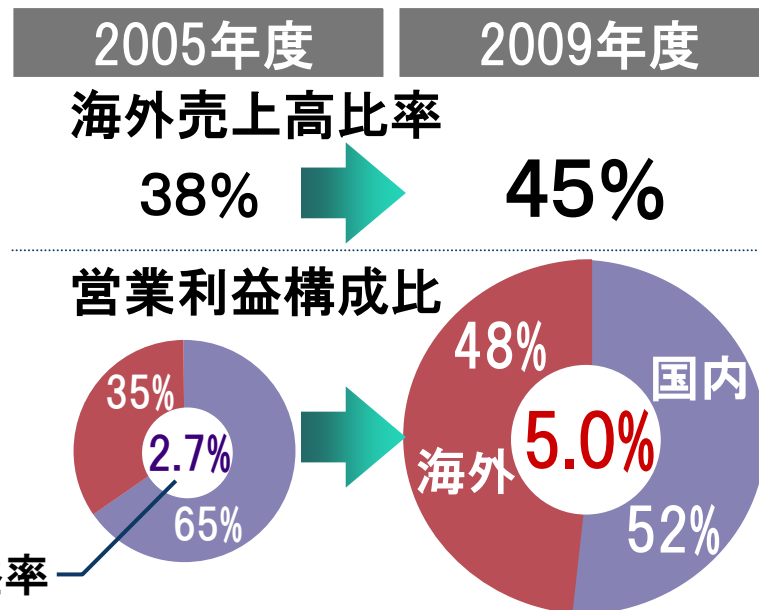 2005年度
2009年度
海外売上高比率
38%
45%
営業利益構成比
35%
2.7%
65%
48%
国内
5.0%
海外
52%
率